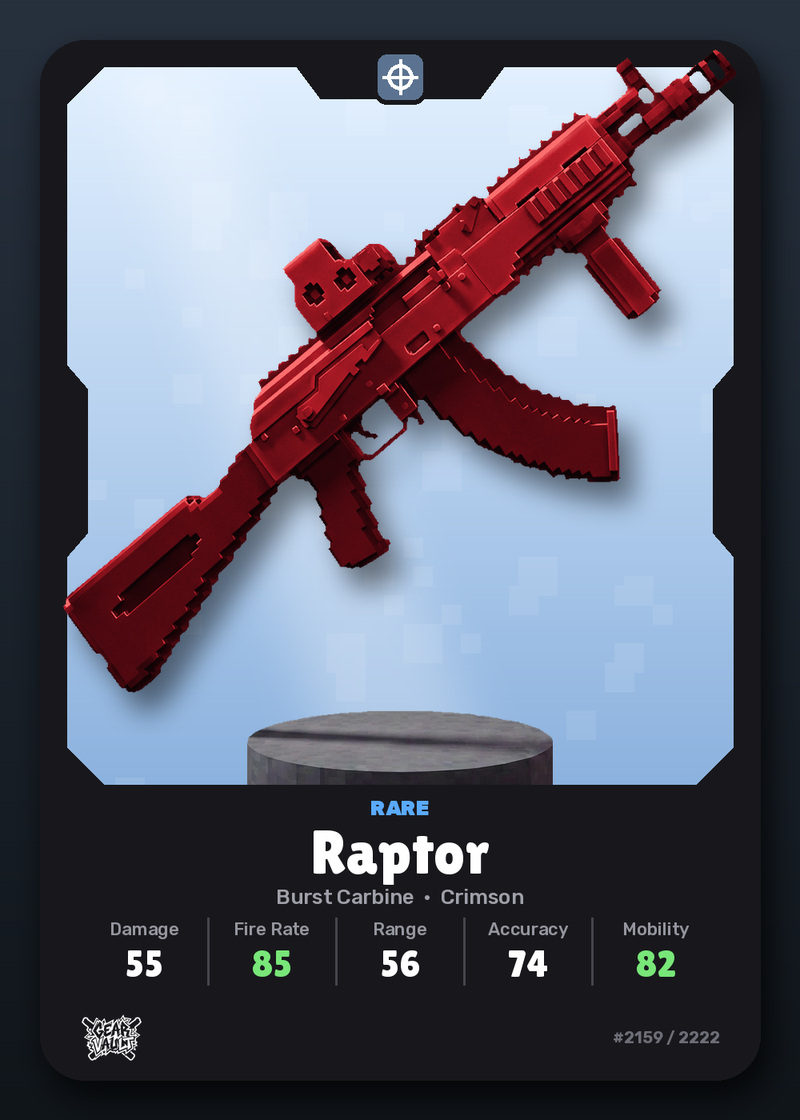 RARE
Raptor
Burst Carbine • Crimson
Damage Fire Rate Range Accuracy Mobility
55 85 56 74 82
GEAR
VAULT
#2159 / 2222